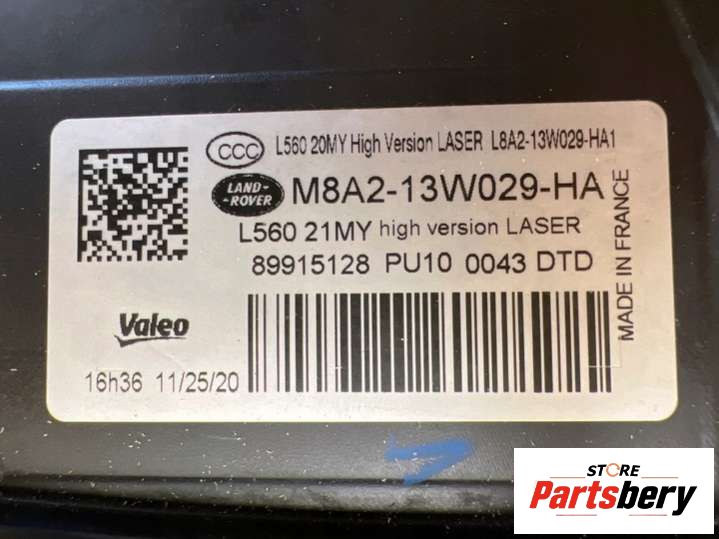 CCC L560 20MY High Version LASER L8A2-13W029-HA1
LAND-
-ROVER
M8A2-13W029-HA
L560 21MY high version LASER
89915128 PU10 0043 DTD
MADE IN FRANCE
Valeo
16h36 11/25/20
STORE
Partsbery